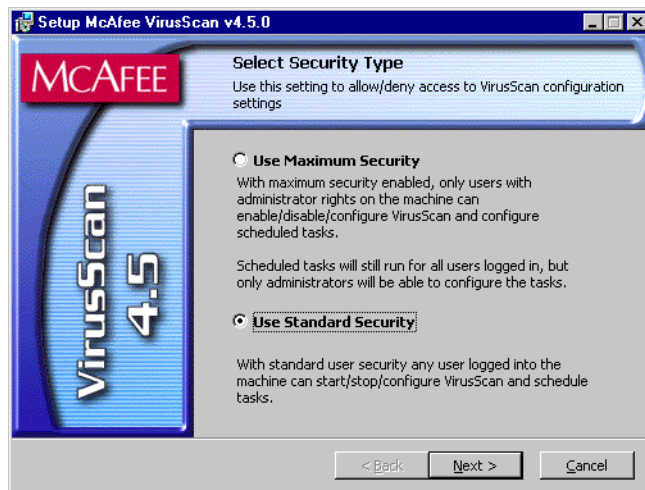 Setup McAfee VirusScan v4.5.0
McAFEE
VirusScan
4.5
Select Security Type
Use this setting to allow/deny access to VirusScan configuration
settings
Use Maximum Security
With maximum security enabled, only users with
administrator rights on the machine can
enable/disable/configure VirusScan and configure
scheduled tasks.
Scheduled tasks will still run for all users logged in, but
only administrators will be able to configure the tasks.
Use Standard Security
With standard user security any user logged into the
machine can start/stop/configure VirusScan and schedule
tasks.
< Back
Next >
Cancel